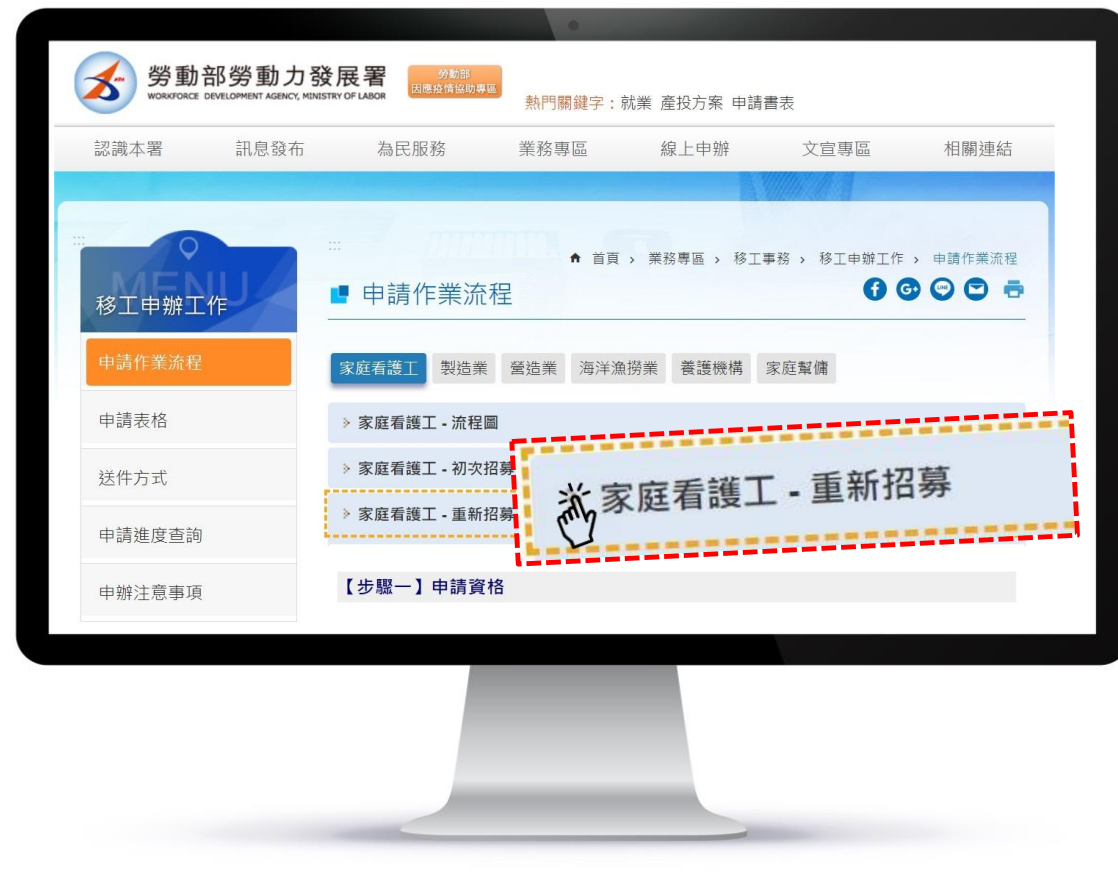 勞動部勞動力發展署
WORKFORCE DEVELOPMENT AGENCY, MINISTRY OF LABOR
勞動部
因應疫情協助專區
熱門關鍵字：就業 產投方案 申請書表
認識本署 訊息發布 為民服務 業務專區 線上申辦 文宣專區 相關連結
MENU
移工申辦工作
申請作業流程
申請表格
送件方式
申請進度查詢
申辦注意事項
首頁 › 業務專區 › 移工事務 › 移工申辦工作 › 申請作業流程
申請作業流程
家庭看護工 製造業 營造業 海洋漁撈業 養護機構 家庭幫傭
家庭看護工 - 流程圖
家庭看護工 - 初次招募
家庭看護工 - 重新招募
家庭看護工 - 重新招募
【步驟一】申請資格